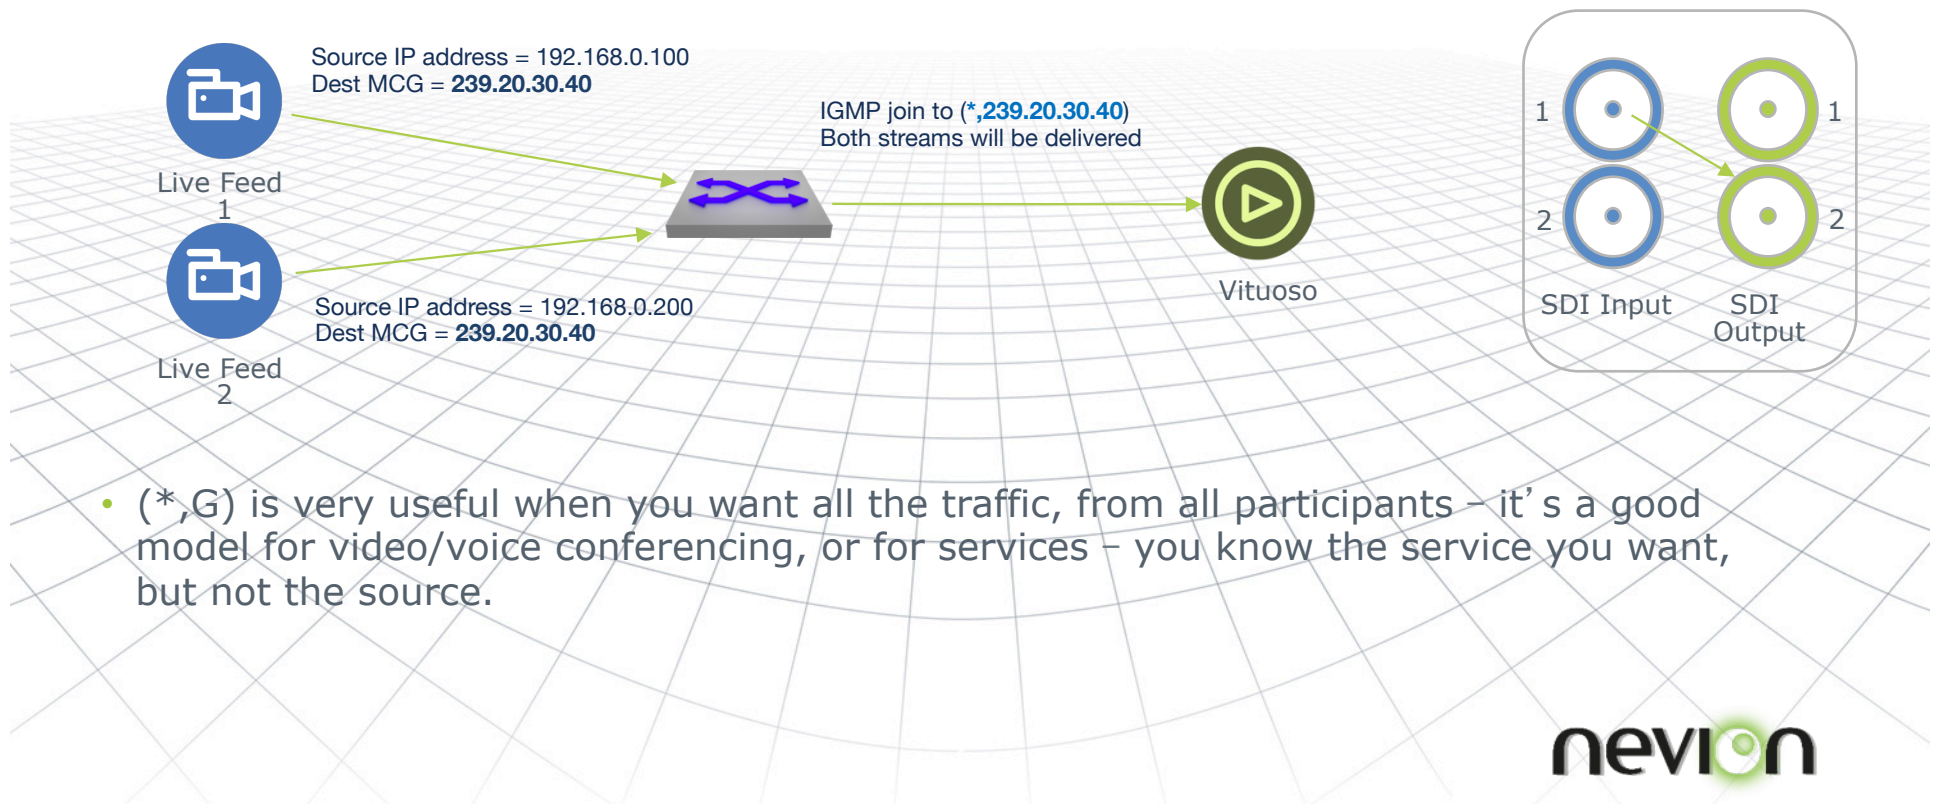 Source IP address = 192.168.0.100
Dest MCG = 239.20.30.40
Live Feed
1
IGMP join to (*,239.20.30.40)
Both streams will be delivered
Live Feed
2
Source IP address = 192.168.0.200
Dest MCG = 239.20.30.40
Vituoso
1
1
2
2
SDI Input
SDI
Output
• (*,G) is very useful when you want all the traffic, from all participants – it’s a good
model for video/voice conferencing, or for services – you know the service you want,
but not the source.
nevion